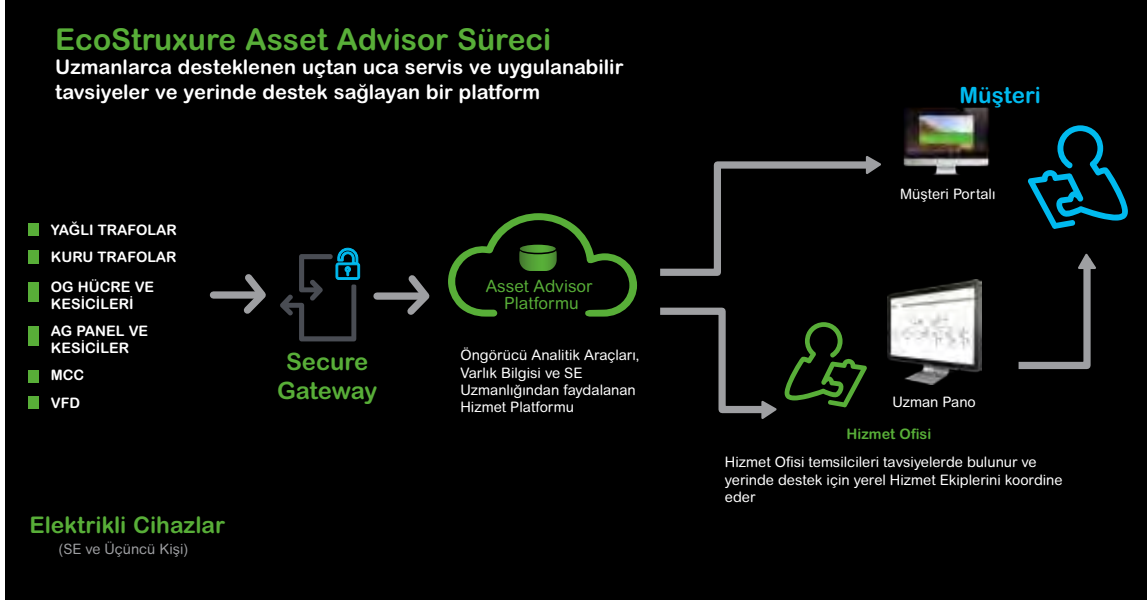 EcoStruxure Asset Advisor Süreci
Uzmanlarca desteklenen uçtan uca servis ve uygulanabilir
tavsiyeler ve yerinde destek sağlayan bir platform
Müşteri
Müşteri Portalı
YAĞLI TRAFOLAR
KURU TRAFOLAR
OG HÜCRE VE
KESİCİLERİ
AG PANEL VE
KESİCİLER
MCC
VFD
Secure
Gateway
Asset Advisor
Platformu
Öngörücü Analitik Araçları,
Varlık Bilgisi ve SE
Uzmanlığından faydalanan
Hizmet Platformu
Uzman Pano
Hizmet Ofisi
Hizmet Ofisi temsilcileri tavsiyelerde bulunur ve
yerinde destek için yerel Hizmet Ekiplerini koordine
eder
Elektrikli Cihazlar
(SE ve Üçüncü Kişi)